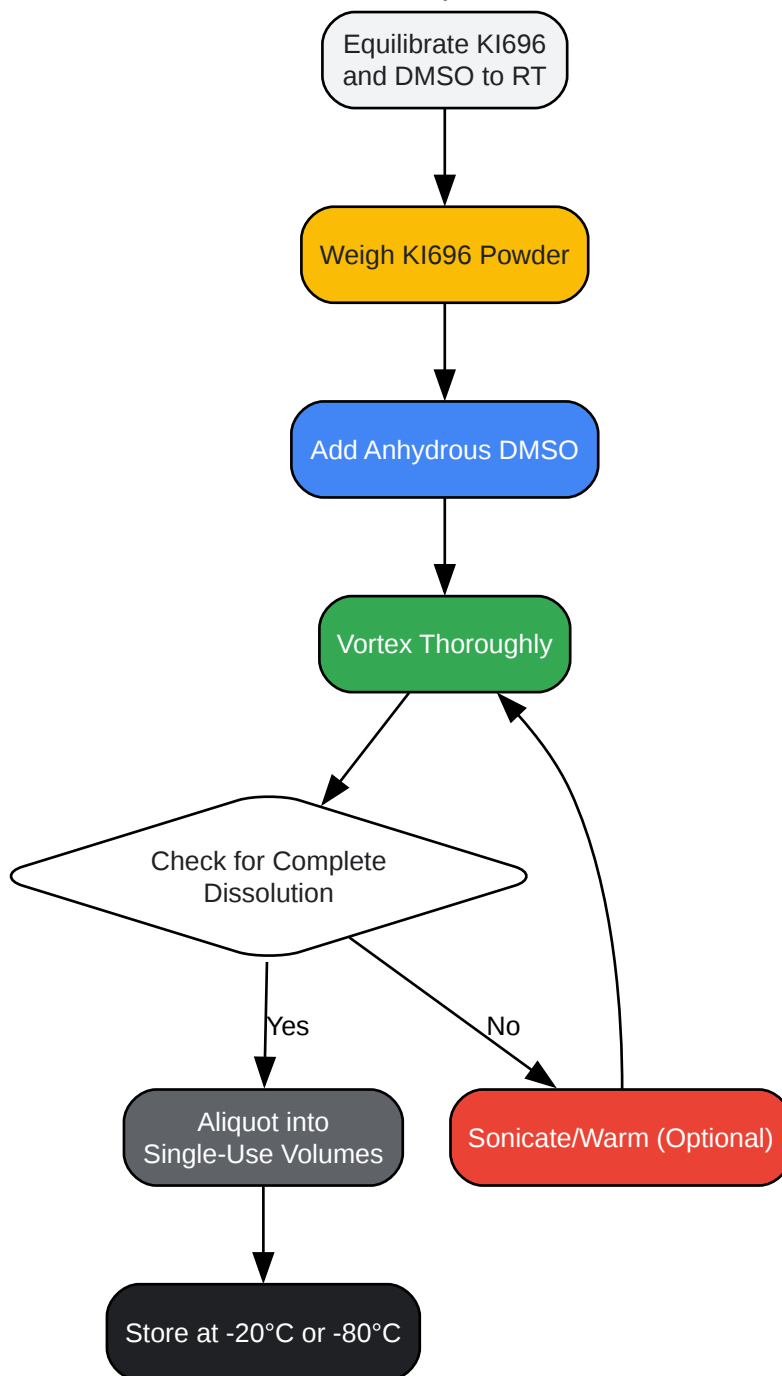 Equilibrate KI696
and DMSO to RT
Weigh KI696 Powder
Add Anhydrous DMSO
Vortex Thoroughly
Check for Complete
Dissolution
Yes
No
Aliquot into
Single-Use Volumes
Sonicate/Warm (Optional)
Store at -20°C or -80°C